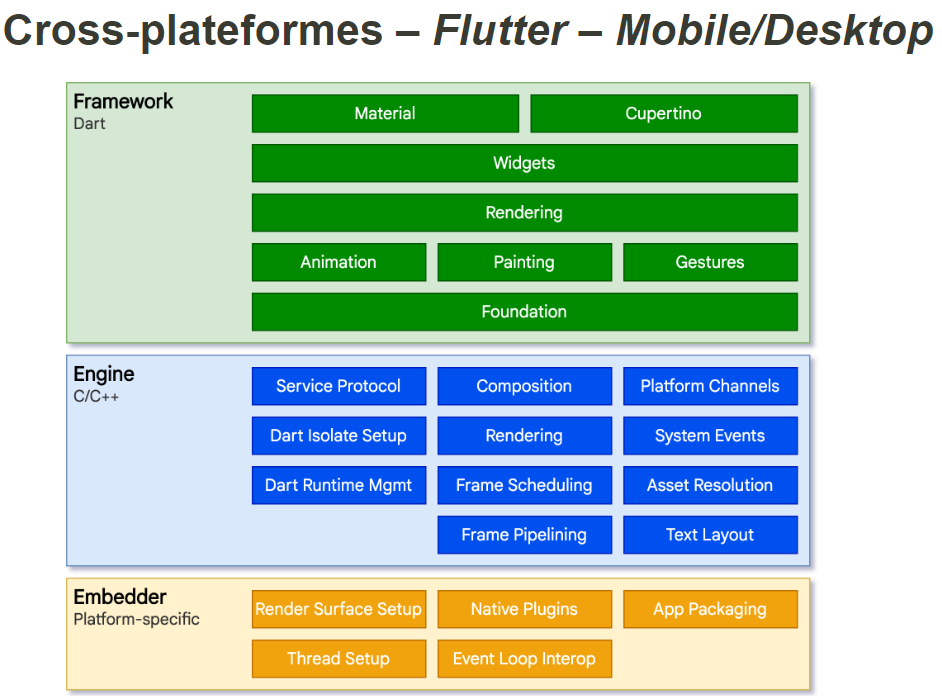 Cross-plateformes – Flutter – Mobile/Desktop
Framework
Dart
Material
Cupertino
Widgets
Rendering
Animation
Painting
Gestures
Foundation
Engine
C/C++
Service Protocol
Composition
Platform Channels
Dart Isolate Setup
Rendering
System Events
Dart Runtime Mgmt
Frame Scheduling
Asset Resolution
Frame Pipelining
Text Layout
Embedder
Platform-specific
Render Surface Setup
Native Plugins
App Packaging
Thread Setup
Event Loop Interop